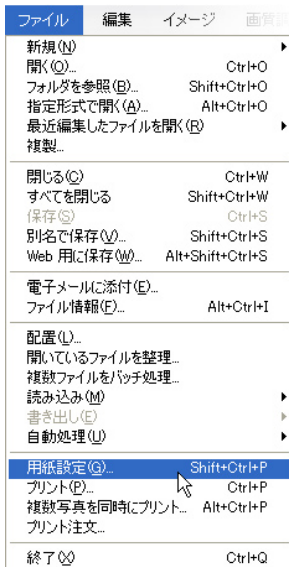 ファイル 編集 イメージ 画質
新規(N)
開く(O)... Ctrl+O
フォルダを参照(B)... Shift+Ctrl+O
指定形式で開く(A)... Alt+Ctrl+O
最近編集したファイルを開く(R)
複製...
閉じる(C) Ctrl+W
すべてを閉じる Shift+Ctrl+W
保存(S) Ctrl+S
別名で保存(V)... Shift+Ctrl+S
Web 用に保存(W)... Alt+Shift+Ctrl+S
電子メールに添付(E)...
ファイル情報(F)... Alt+Ctrl+I
配置(L)...
開いているファイルを整理...
複数ファイルをバッチ処理...
読み込み(M)
書き出し(E)
自動処理(U)
用紙設定(G)... Shift+Ctrl+P
プリント(P)... Ctrl+P
複数写真を同時にプリント... Alt+Ctrl+P
プリント注文...
終了(X) Ctrl+Q